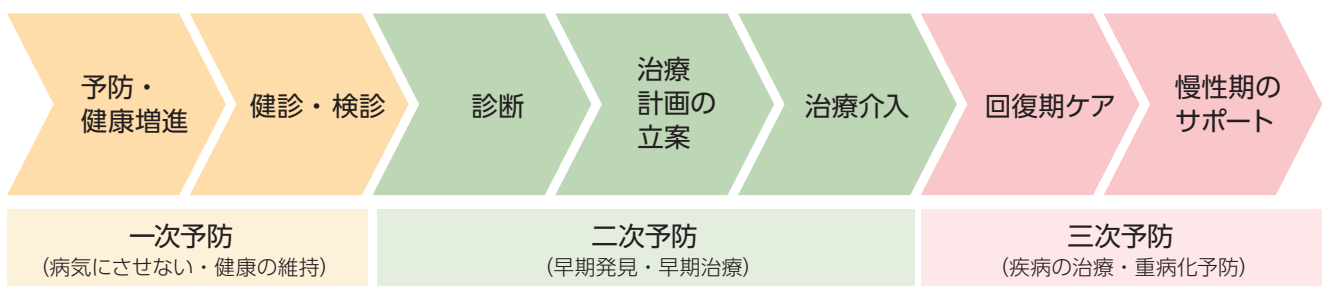 予防・
健康増進
健診・検診
診断
治療
計画の
立案
治療介入
回復期ケア
慢性期の
サポート
一次予防
(病気にさせない・健康の維持)
二次予防
(早期発見・早期治療)
三次予防
(疾病の治療・重病化予防)